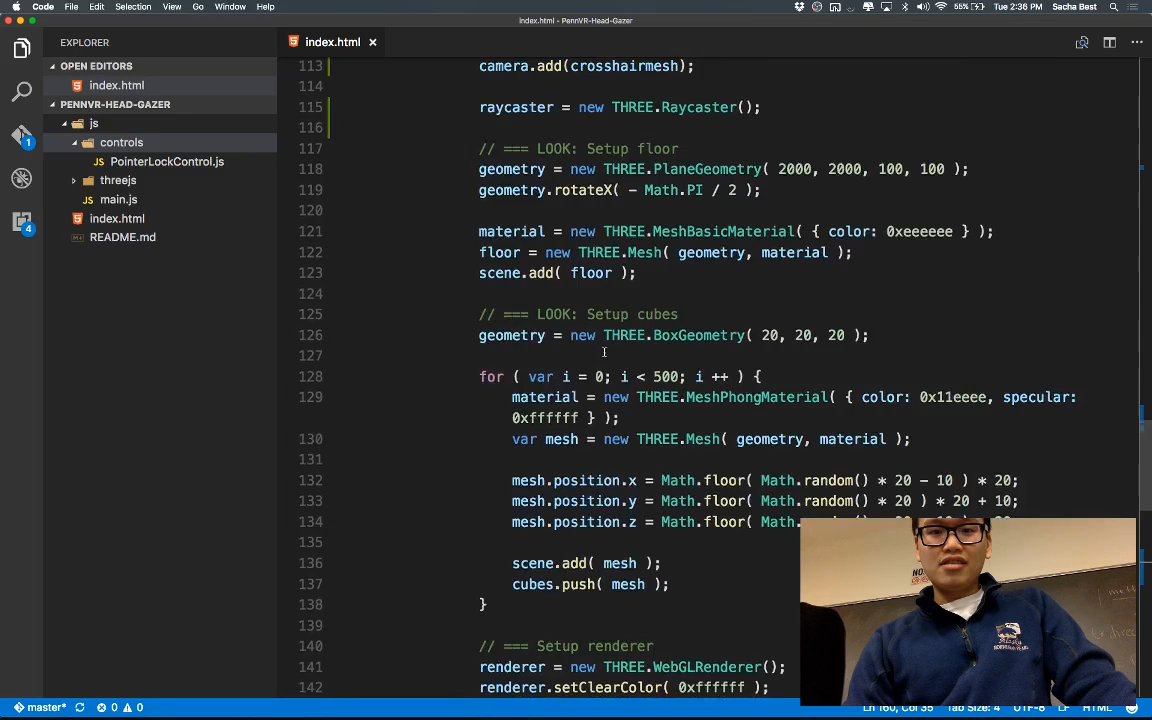 Code File Edit Selection View Go Window Help 55% Tue 2:36 PM Sacha Best
index.html - PennVR-Head-Gazer
EXPLORER
index.html
OPEN EDITORS
index.html
PENNVR-HEAD-GAZER
js
controls
JS PointerLockControl.js
threejs
JS main.js
index.html
README.md
1
4
113 camera.add(crosshairmesh);
114
115 raycaster = new THREE.Raycaster();
116
117 // === LOOK: Setup floor
118 geometry = new THREE.PlaneGeometry( 2000, 2000, 100, 100 );
119 geometry.rotateX( - Math.PI / 2 );
120
121 material = new THREE.MeshBasicMaterial( { color: 0xeeeeee } );
122 floor = new THREE.Mesh( geometry, material );
123 scene.add( floor );
124
125 // === LOOK: Setup cubes
126 geometry = new THREE.BoxGeometry( 20, 20, 20 );
127
128 for ( var i = 0; i < 500; i ++ ) {
129 material = new THREE.MeshPhongMaterial( { color: 0x11eeee, specular:
0xffffff } );
130 var mesh = new THREE.Mesh( geometry, material );
131
132 mesh.position.x = Math.floor( Math.random() * 20 - 10 ) * 20;
133 mesh.position.y = Math.floor( Math.random() * 20 ) * 20 + 10;
134 mesh.position.z = Math.floor( Math.
135
136 scene.add( mesh );
137 cubes.push( mesh );
138 }
139
140 // === Setup renderer
141 renderer = new THREE.WebGLRenderer();
142 renderer.setClearColor( 0xffffff );
master* 0 0 Ln 160, Col 35 Tab Size: 4 UTF-8 LF HTML